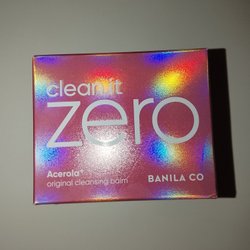 clean it
zero
Acerola+
original cleansing balm
BANILA CO